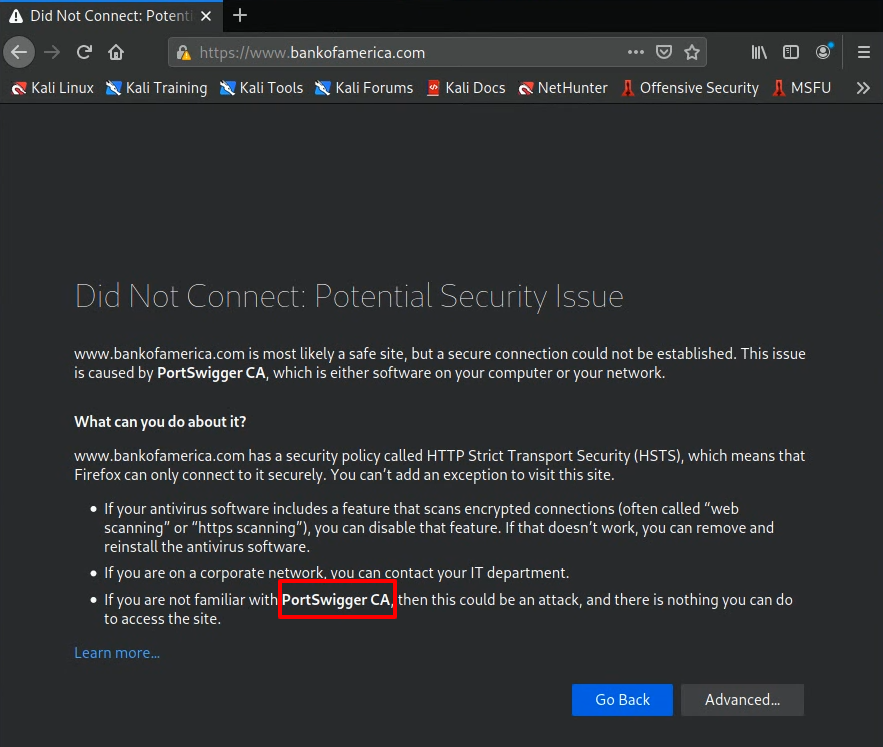 Did Not Connect: Potenti
https://www.bankofamerica.com
Kali Linux Kali Training Kali Tools Kali Forums Kali Docs NetHunter Offensive Security MSFU
Did Not Connect: Potential Security Issue
www.bankofamerica.com is most likely a safe site, but a secure connection could not be established. This issue
is caused by PortSwigger CA, which is either software on your computer or your network.
What can you do about it?
www.bankofamerica.com has a security policy called HTTP Strict Transport Security (HSTS), which means that
Firefox can only connect to it securely. You can’t add an exception to visit this site.
If your antivirus software includes a feature that scans encrypted connections (often called “web
scanning” or “https scanning”), you can disable that feature. If that doesn’t work, you can remove and
reinstall the antivirus software.
If you are on a corporate network, you can contact your IT department.
If you are not familiar with PortSwigger CA, then this could be an attack, and there is nothing you can do
to access the site.
Learn more...
Go Back Advanced...